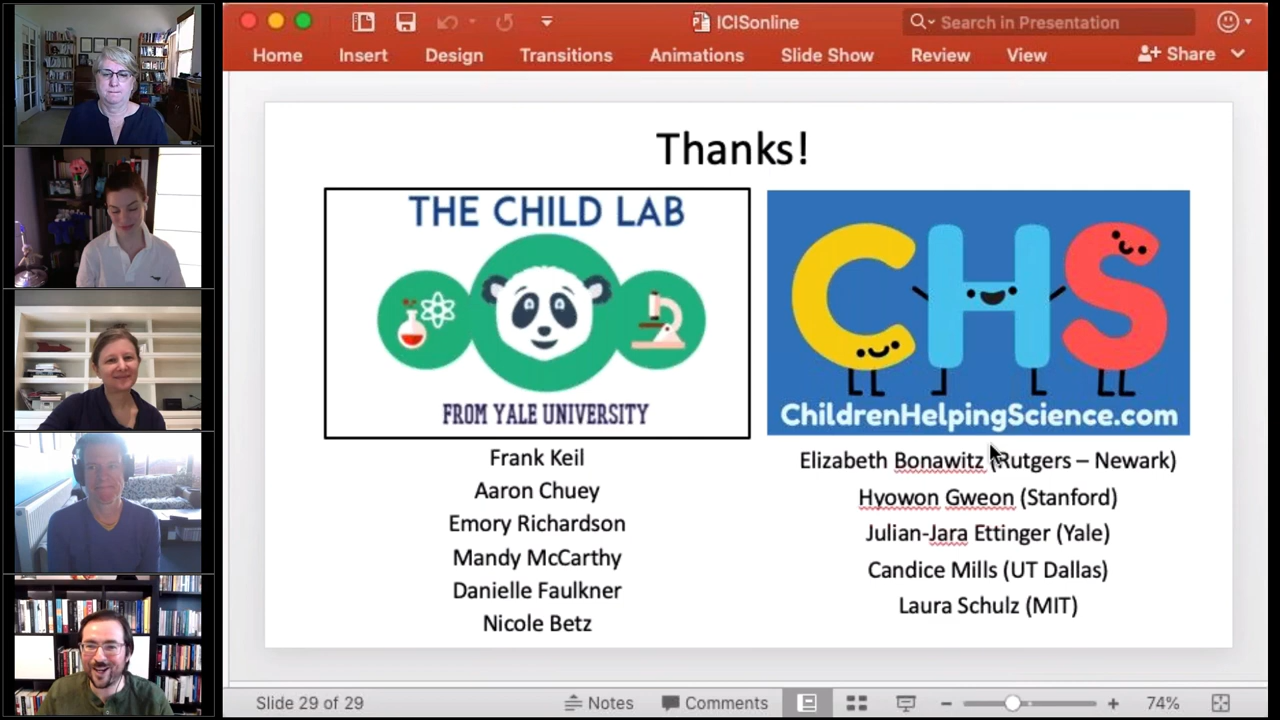 ICISonline
Search in Presentation
Home Insert Design Transitions Animations Slide Show Review View Share
Thanks!
THE CHILD LAB
FROM YALE UNIVERSITY
CHS
ChildrenHelpingScience.com
Frank Keil
Aaron Chuey
Emory Richardson
Mandy McCarthy
Danielle Faulkner
Nicole Betz
Elizabeth Bonawitz (Rutgers – Newark)
Hyowon Gweon (Stanford)
Julian-Jara Ettinger (Yale)
Candice Mills (UT Dallas)
Laura Schulz (MIT)
Slide 29 of 29 Notes Comments 74%